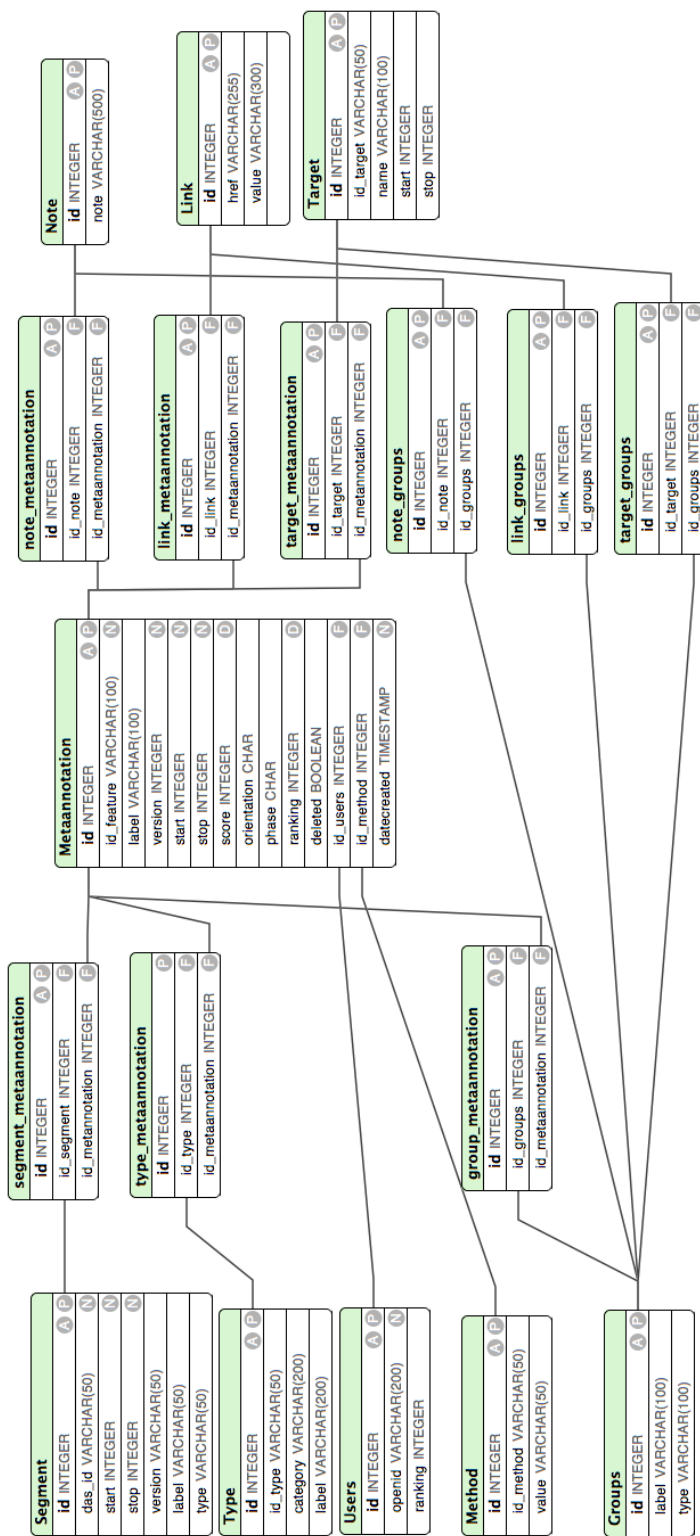 Segment
id INTEGER A P
das_id VARCHAR(50) N
start INTEGER N
stop INTEGER N
version VARCHAR(50)
label VARCHAR(50)
type VARCHAR(50)
Type
id INTEGER A P
id_type VARCHAR(50)
category VARCHAR(200)
label VARCHAR(200)
Users
id INTEGER A P
openid VARCHAR(200) N
ranking INTEGER
Method
id INTEGER A P
id_method VARCHAR(50)
value VARCHAR(50)
Groups
id INTEGER A P
label VARCHAR(100)
type VARCHAR(100)
segment_metaannotation
id INTEGER A P
id_segment INTEGER F
id_metannotation INTEGER F
type_metaannotation
id INTEGER P
id_type INTEGER F
id_metaannotation INTEGER F
group_metannotation
id INTEGER A P
id_groups INTEGER F
id_metaannotation INTEGER F
Metaannotation
id INTEGER A P
id_feature VARCHAR(100) N
label VARCHAR(100)
version INTEGER N
start INTEGER N
stop INTEGER N
score INTEGER D
orientation CHAR
phase CHAR
ranking INTEGER D
deleted BOOLEAN
id_users INTEGER F
id_method INTEGER F
datecreated TIMESTAMP N
note_metaannotation
id INTEGER A P
id_note INTEGER F
id_metaannotation INTEGER F
link_metaannotation
id INTEGER A P
id_link INTEGER F
id_metaannotation INTEGER F
target_metaannotation
id INTEGER A P
id_target INTEGER F
id_metanotation INTEGER F
note_groups
id INTEGER A P
id_note INTEGER F
id_groups INTEGER F
link_groups
id INTEGER A P
id_link INTEGER F
id_groups INTEGER F
target_groups
id INTEGER A P
id_target INTEGER F
id_groups INTEGER F
Note
id INTEGER A P
note VARCHAR(500)
Link
id INTEGER A P
href VARCHAR(255)
value VARCHAR(300)
Target
id INTEGER A P
id_target VARCHAR(50)
name VARCHAR(100)
start INTEGER
stop INTEGER